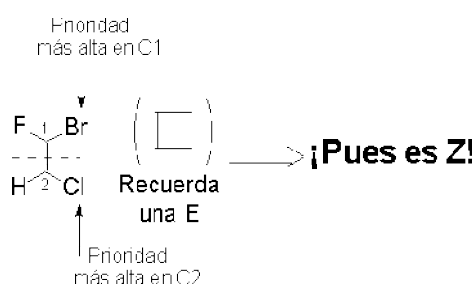 Prioridad
más alta en C1
F 1 Br
H 2 Cl
Recuerda
una E
¡Pues es Z!
Prioridad
más alta en C2